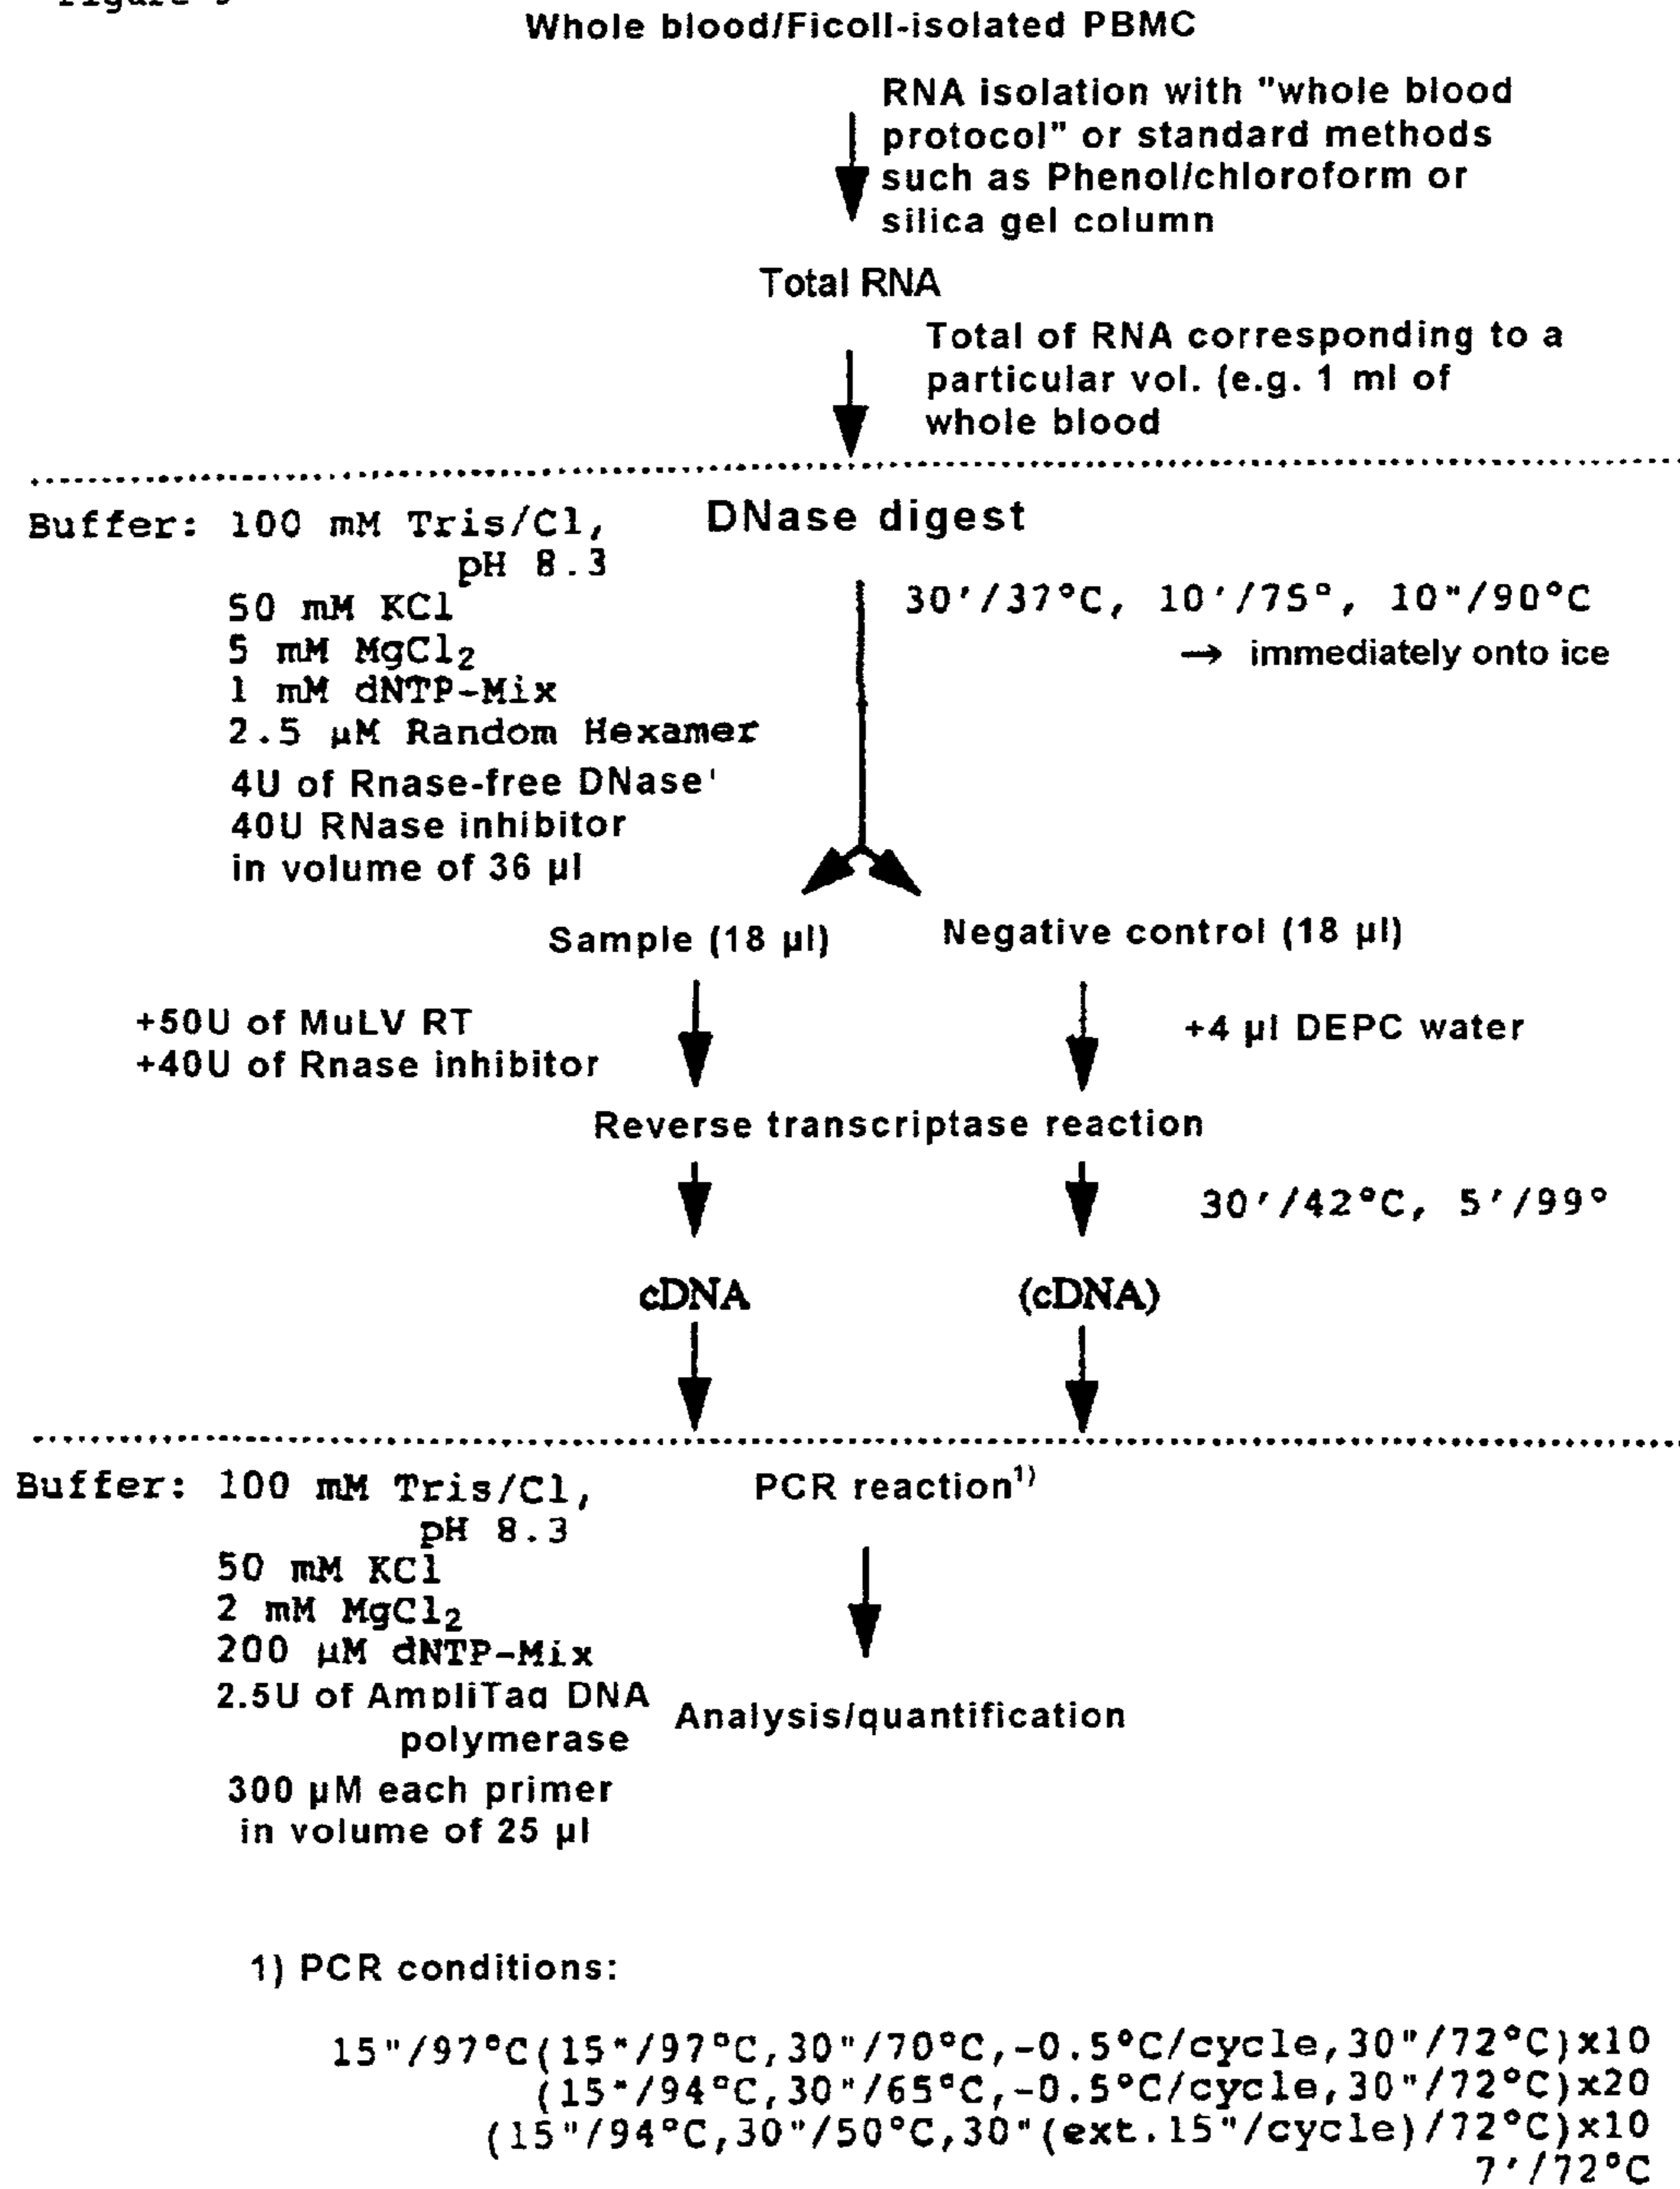 Whole blood/Ficoll-isolated PBMC
RNA isolation with "whole blood
protocol" or standard methods
such as Phenol/chloroform or
silica gel column
Total RNA
Total of RNA corresponding to a
particular vol. (e.g. 1 ml of
whole blood
Buffer: 100 mM Tris/Cl,
pH 8.3
50 mM KCl
5 mM MgCl2
1 mM dNTP-Mix
2.5 µM Random Hexamer
4U of Rnase-free DNase'
40U RNase inhibitor
in volume of 36 µl
DNase digest
30'/37°C, 10'/75°, 10"/90°C
→ immediately onto ice
Sample (18 µl)
Negative control (18 µl)
+50U of MuLV RT
+40U of Rnase inhibitor
+4 µl DEPC water
Reverse transcriptase reaction
30'/42°C, 5'/99°
cDNA
(cDNA)
Buffer: 100 mM Tris/Cl,
pH 8.3
50 mM KCl
2 mM MgCl2
200 µM dNTP-Mix
2.5U of AmpliTaq DNA
polymerase
300 µM each primer
in volume of 25 µl
PCR reaction1)
Analysis/quantification
1) PCR conditions:
15"/97°C(15"/97°C,30"/70°C,-0.5°C/cycle,30"/72°C)x10
(15"/94°C,30"/65°C,-0.5°C/cycle,30"/72°C)x20
(15"/94°C,30"/50°C,30"(ext.15"/cycle)/72°C)x10
7'/72°C